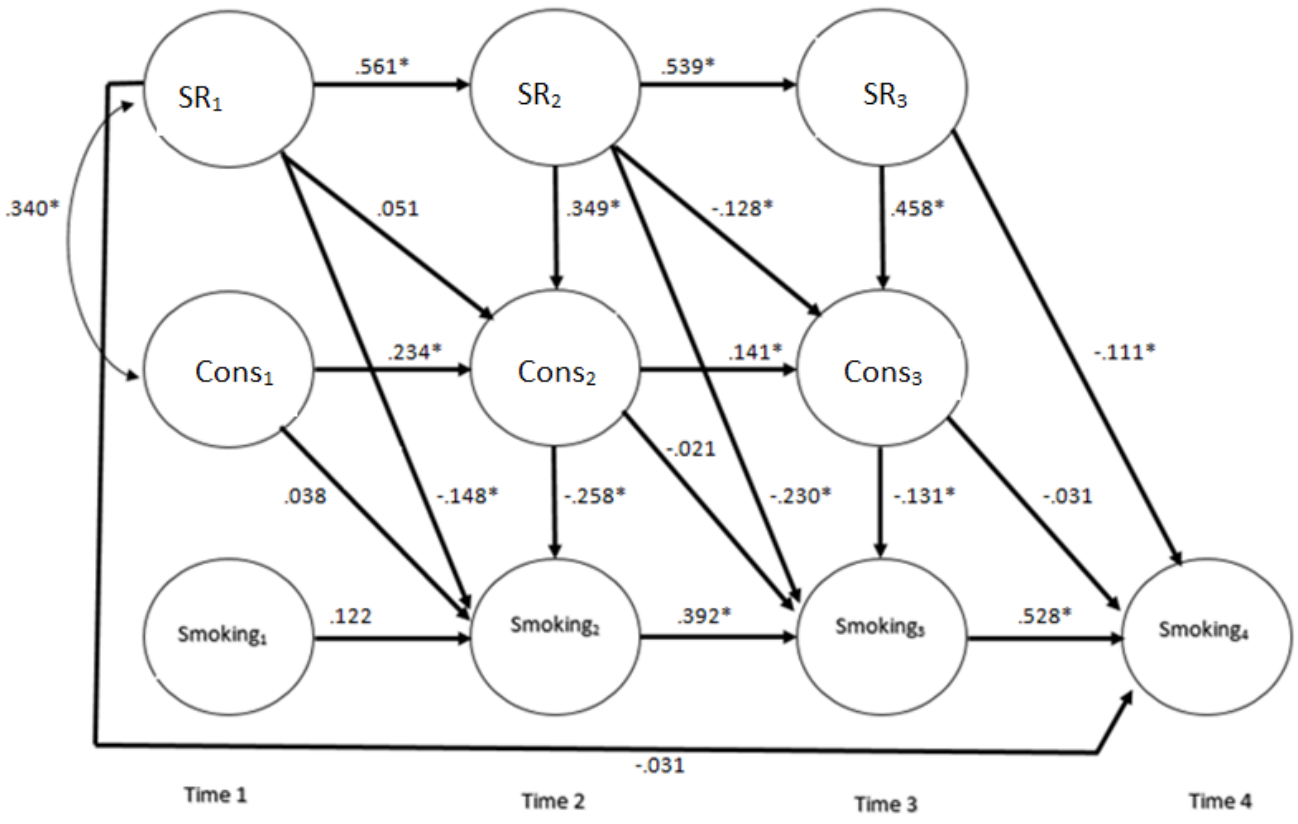 .561*
.539*
SR₁
SR₂
SR₃
.340*
.051
.349*
-.128*
.458*
-.111*
.234*
.141*
Cons₁
Cons₂
Cons₃
-.021
.038
-.148*
-.258*
-.230*
-.131*
-.031
.122
.392*
.528*
Smoking₁
Smoking₂
Smoking₃
Smoking₄
-.031
Time 1
Time 2
Time 3
Time 4